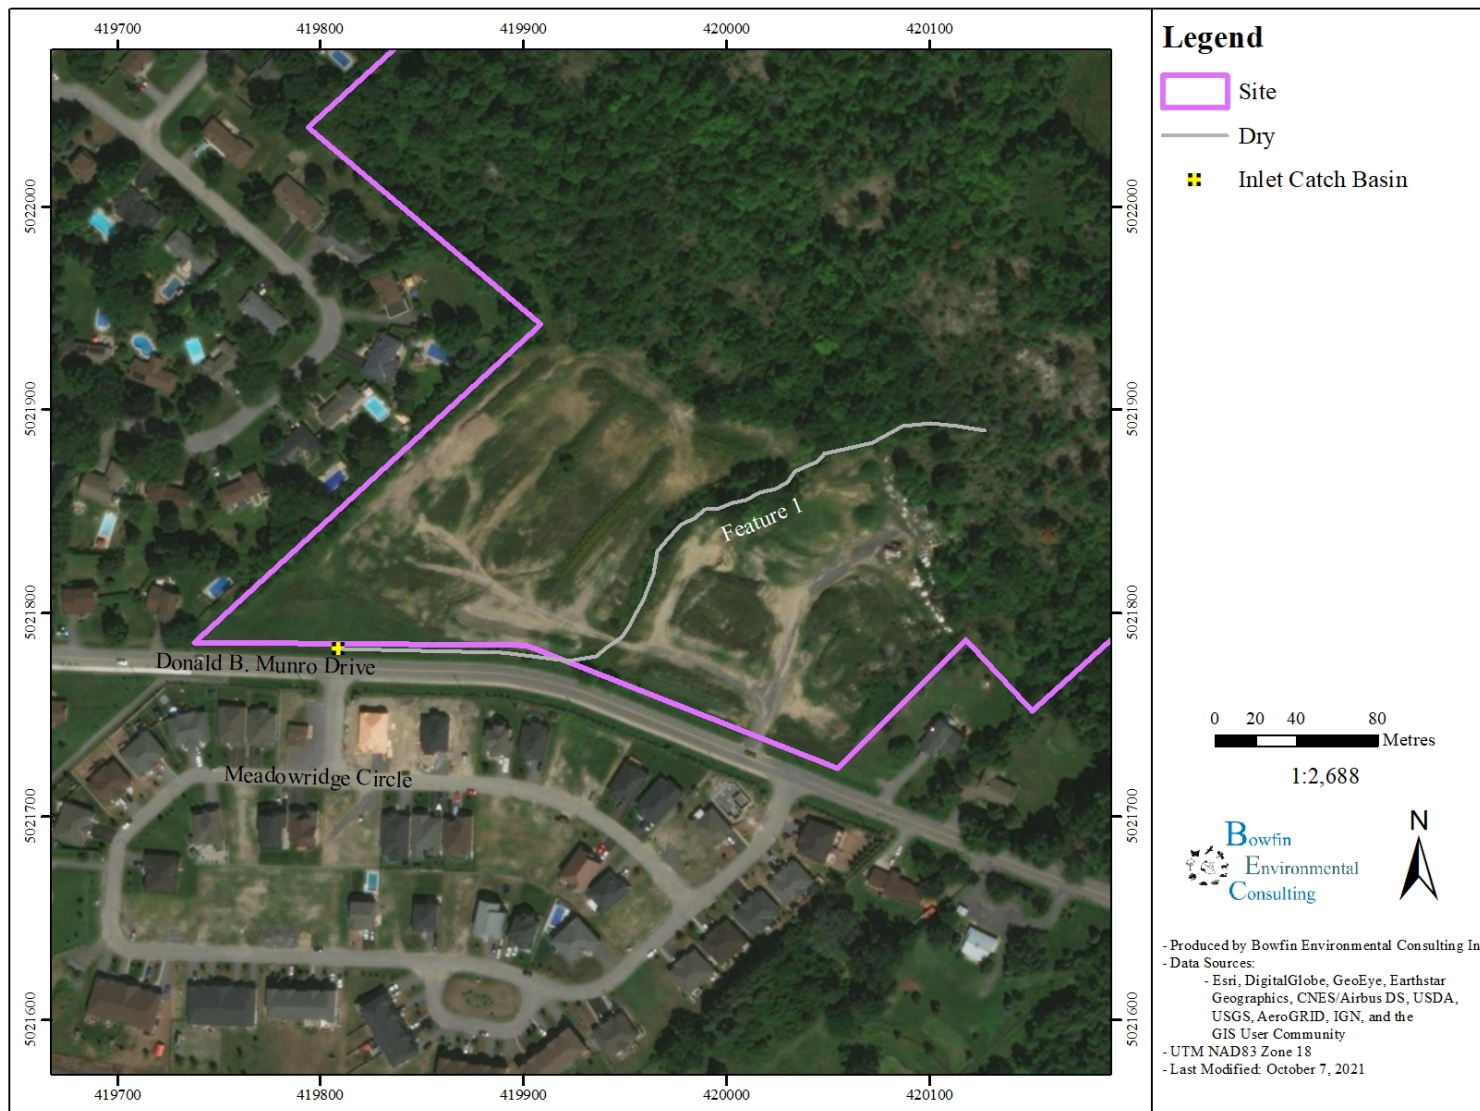 419700 419800 419900 420000 420100
5022000
5021900
5021800
5021700
5021600
5022000
5021900
5021800
5021700
5021600
Feature 1
Donald B. Munro Drive
Meadowridge Circle
419700 419800 419900 420000 420100
Legend
Site
Dry
Inlet Catch Basin
0 20 40 80
Metres
1:2,688
N
Bowfin
Environmental
Consulting
- Produced by Bowfin Environmental Consulting In
- Data Sources:
- Esri, DigitalGlobe, GeoEye, Earthstar
Geographics, CNES/Airbus DS, USDA,
USGS, AeroGRID, IGN, and the
GIS User Community
- UTM NAD83 Zone 18
- Last Modified: October 7, 2021